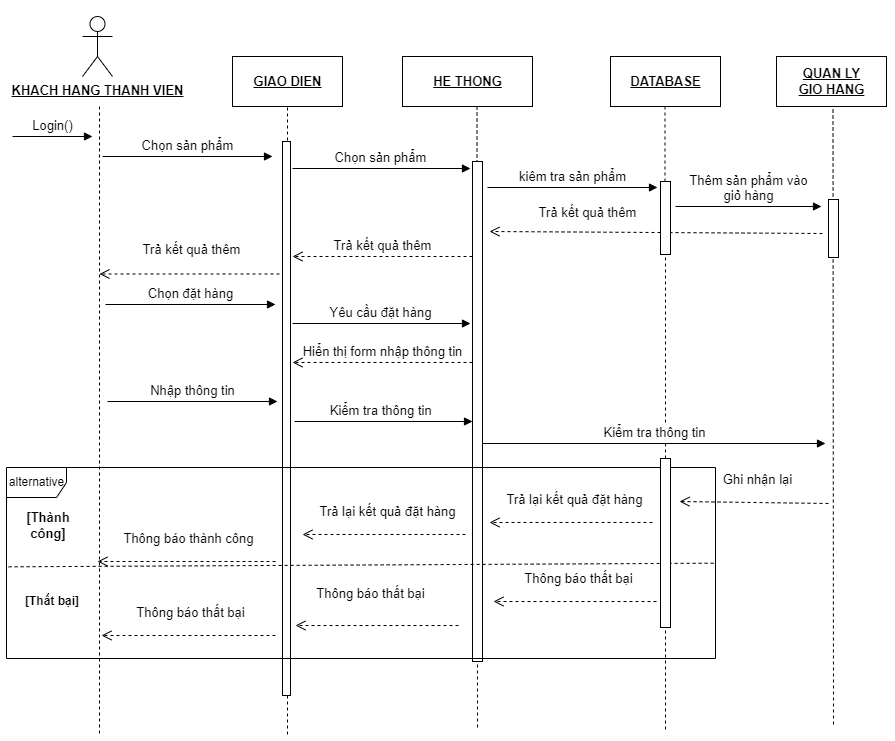 KHACH HANG THANH VIEN
GIAO DIEN
HE THONG
DATABASE
QUAN LY
GIO HANG
Login()
Chọn sản phẩm
Chọn sản phẩm
kiêm tra sản phẩm
Thêm sản phẩm vào
giỏ hàng
Trả kết quả thêm
Trả kết quả thêm
Trả kết quả thêm
Chọn đặt hàng
Yêu cầu đặt hàng
Hiển thị form nhập thông tin
Nhập thông tin
Kiểm tra thông tin
Kiểm tra thông tin
alternative
Ghi nhận lại
Trả lại kết quả đặt hàng
Trả lại kết quả đặt hàng
[Thành
công]
Thông báo thành công
Thông báo thất bại
Thông báo thất bại
[Thất bại]
Thông báo thất bại